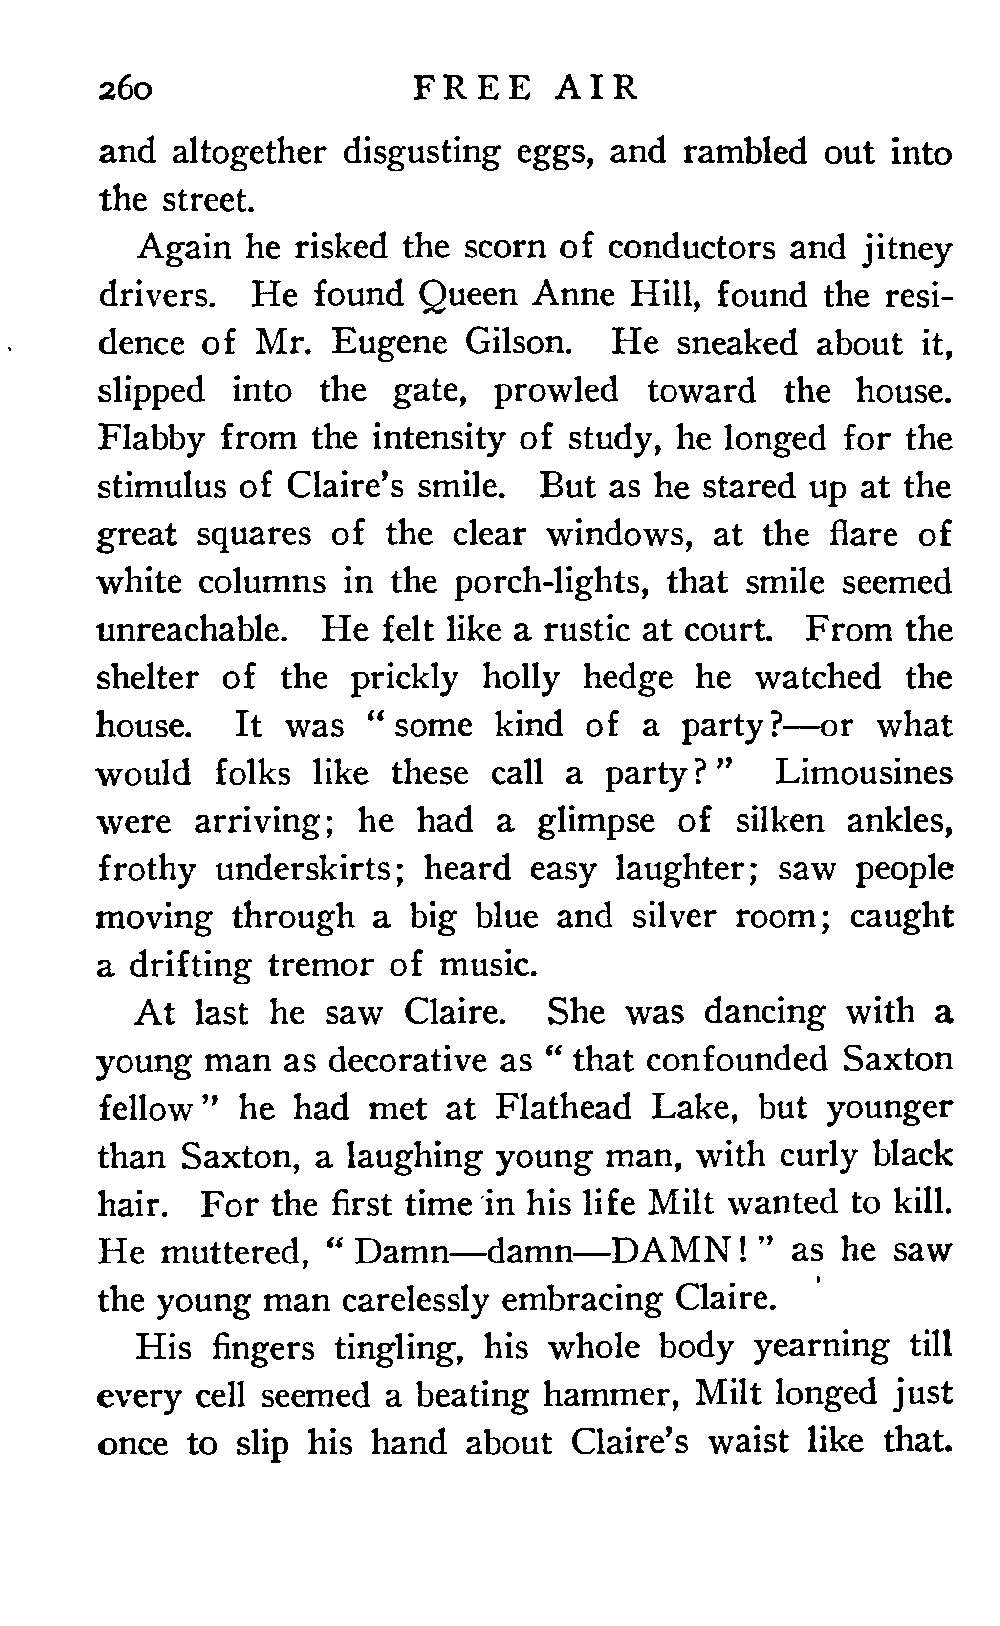 260 FREE AIR
and altogether disgusting eggs, and rambled out into
the street.
Again he risked the scorn of conductors and jitney
drivers. He found Queen Anne Hill, found the resi-
dence of Mr. Eugene Gilson. He sneaked about it,
slipped into the gate, prowled toward the house.
Flabby from the intensity of study, he longed for the
stimulus of Claire's smile. But as he stared up at the
great squares of the clear windows, at the flare of
white columns in the porch-lights, that smile seemed
unreachable. He felt like a rustic at court. From the
shelter of the prickly holly hedge he watched the
house. It was "some kind of a party?—or what
would folks like these call a party?" Limousines
were arriving; he had a glimpse of silken ankles,
frothy underskirts; heard easy laughter; saw people
moving through a big blue and silver room; caught
a drifting tremor of music.
At last he saw Claire. She was dancing with a
young man as decorative as "that confounded Saxton
fellow" he had met at Flathead Lake, but younger
than Saxton, a laughing young man, with curly black
hair. For the first time in his life Milt wanted to kill.
He muttered, "Damn—damn—DAMN!" as he saw
the young man carelessly embracing Claire.
His fingers tingling, his whole body yearning till
every cell seemed a beating hammer, Milt longed just
once to slip his hand about Claire's waist like that.